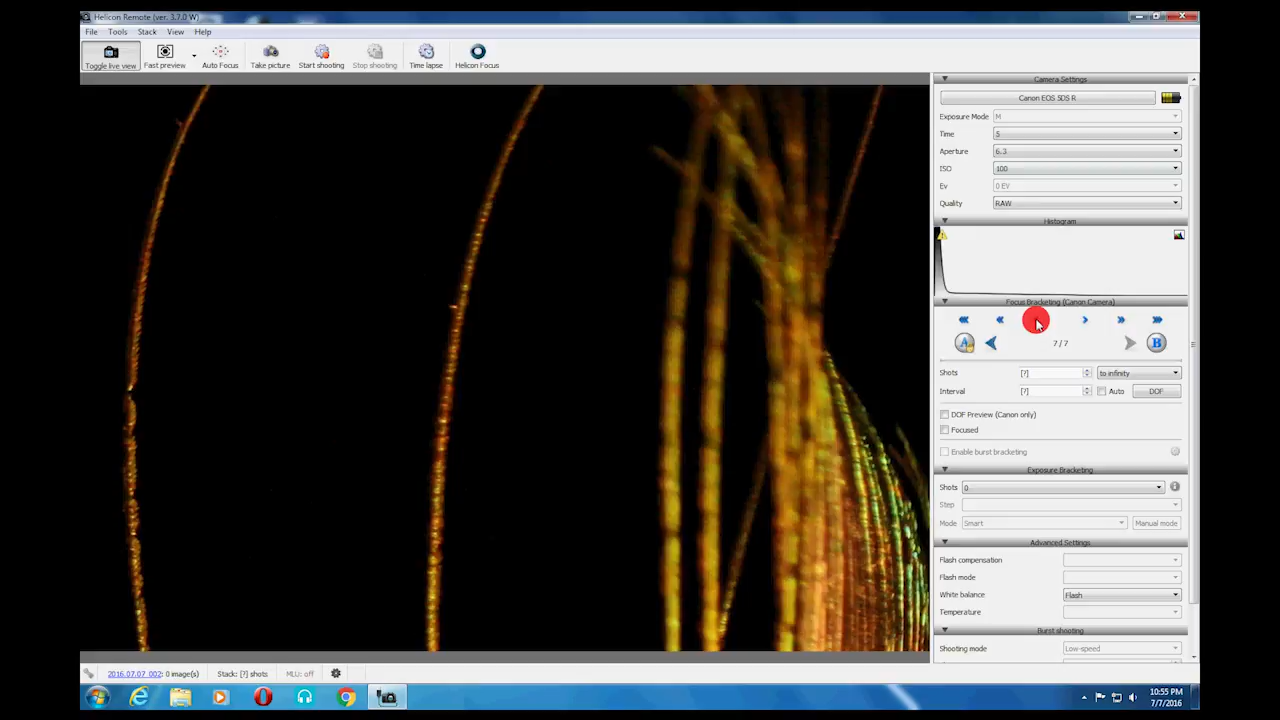 Helicon Remote (ver. 3.7.0 W)
File Tools Stack View Help
Toggle live view Fast preview Auto Focus Take picture Start shooting Stop shooting Time lapse Helicon Focus
Camera Settings
Canon EOS 5DS R
Exposure Mode M
Time 5
Aperture 6.3
ISO 100
Ev 0 EV
Quality RAW
Histogram
Focus Bracketing (Canon Camera)
A 7 / 7 B
Shots [?] to infinity
Interval [?] Auto DOF
DOF Preview (Canon only)
Focused
Enable burst bracketing
Exposure Bracketing
Shots 0
Step
Mode Smart Manual mode
Advanced Settings
Flash compensation
Flash mode
White balance Flash
Temperature
Burst shooting
Shooting mode Low-speed
2016.07.07_002: 0 image(s) Stack: [?] shots MLU: off
10:55 PM
7/7/2016